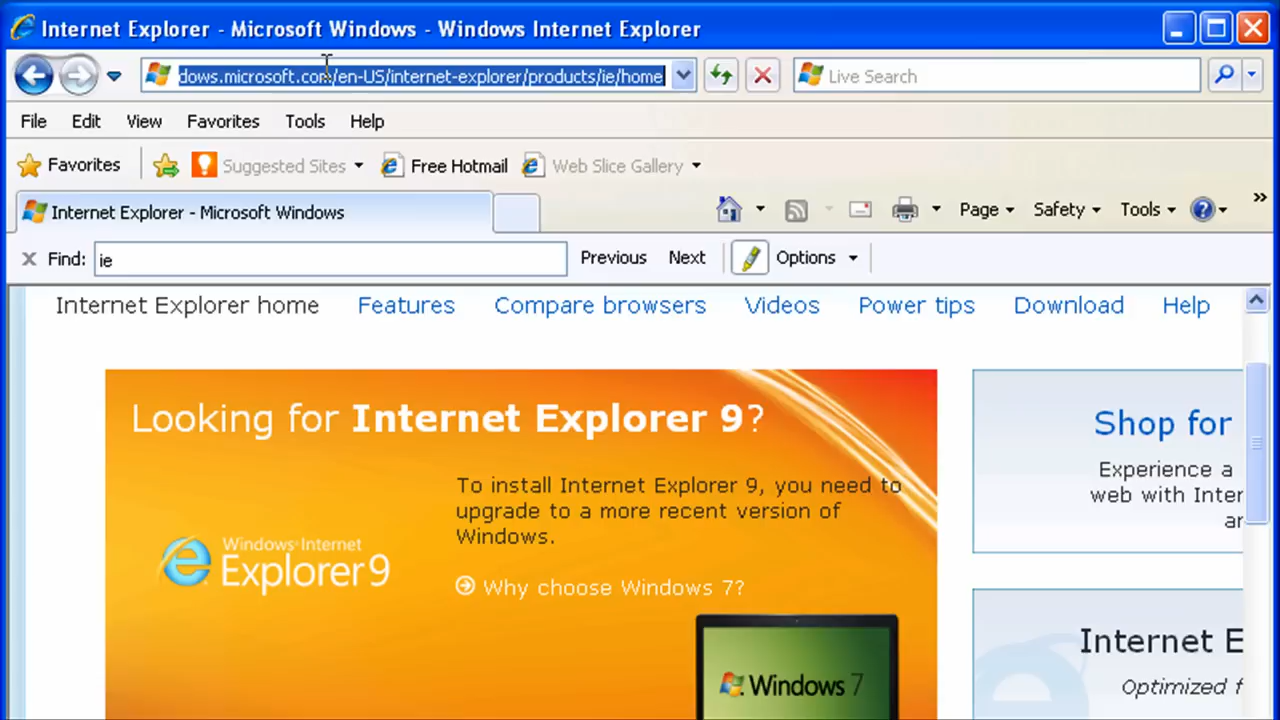 Internet Explorer - Microsoft Windows - Windows Internet Explorer
dows.microsoft.com/en-US/internet-explorer/products/ie/home
Live Search
File Edit View Favorites Tools Help
Favorites Suggested Sites Free Hotmail Web Slice Gallery
Internet Explorer - Microsoft Windows Page Safety Tools
Find: ie Previous Next Options
Internet Explorer home Features Compare browsers Videos Power tips Download Help
Looking for Internet Explorer 9?
To install Internet Explorer 9, you need to
upgrade to a more recent version of
Windows.
Windows Internet
Explorer 9
Why choose Windows 7?
Windows 7
Shop for
Experience a
web with Inter
an
Internet E
Optimized f